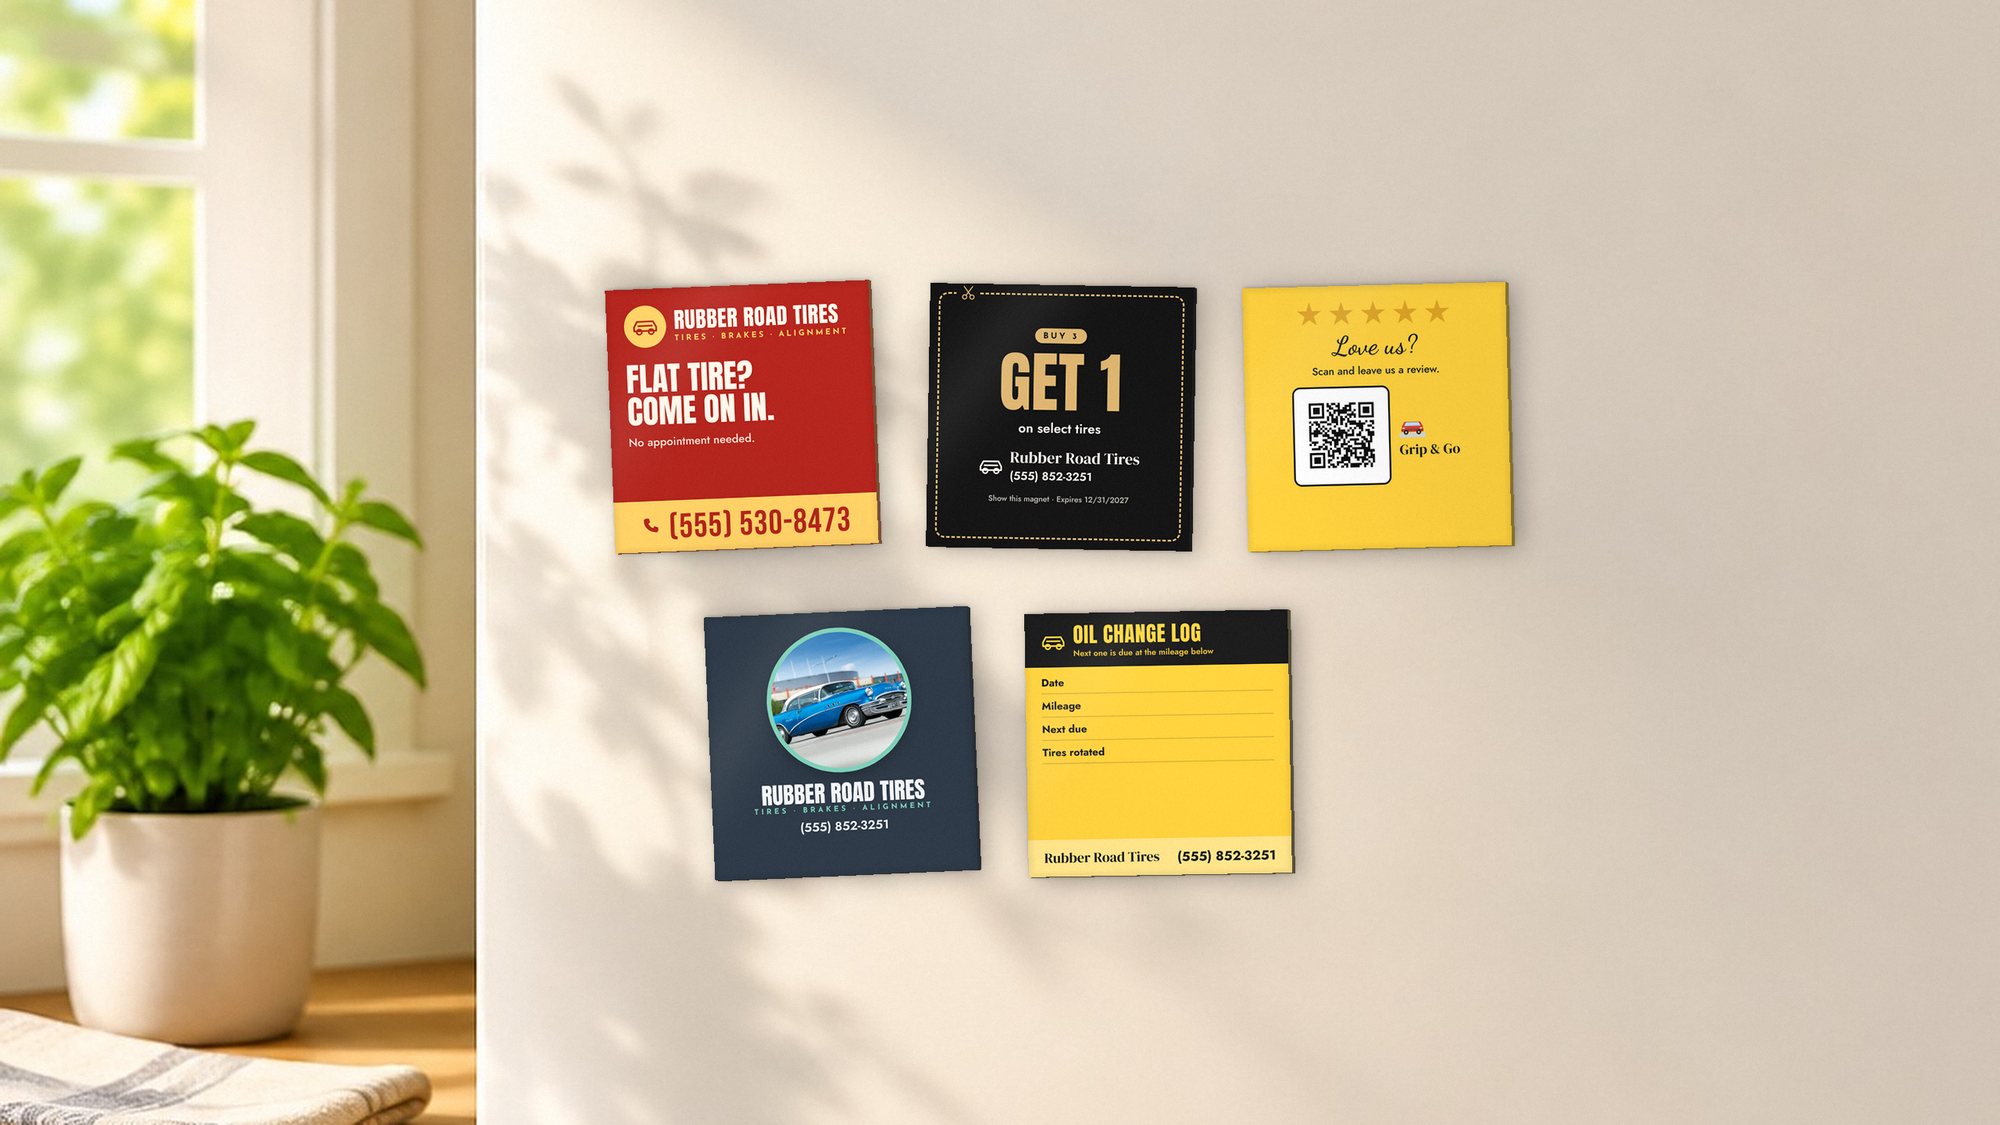 RUBBER ROAD TIRES
TIRES · BRAKES · ALIGNMENT
FLAT TIRE?
COME ON IN.
No appointment needed.
(555) 530-8473
BUY 3
GET 1
on select tires
Rubber Road Tires
(555) 852-3251
Show this magnet · Expires 12/31/2027
Love us?
Scan and leave us a review.
Grip & Go
RUBBER ROAD TIRES
TIRES · BRAKES · ALIGNMENT
(555) 852-3251
OIL CHANGE LOG
Next one is due at the mileage below
Date
Mileage
Next due
Tires rotated
Rubber Road Tires (555) 852-3251